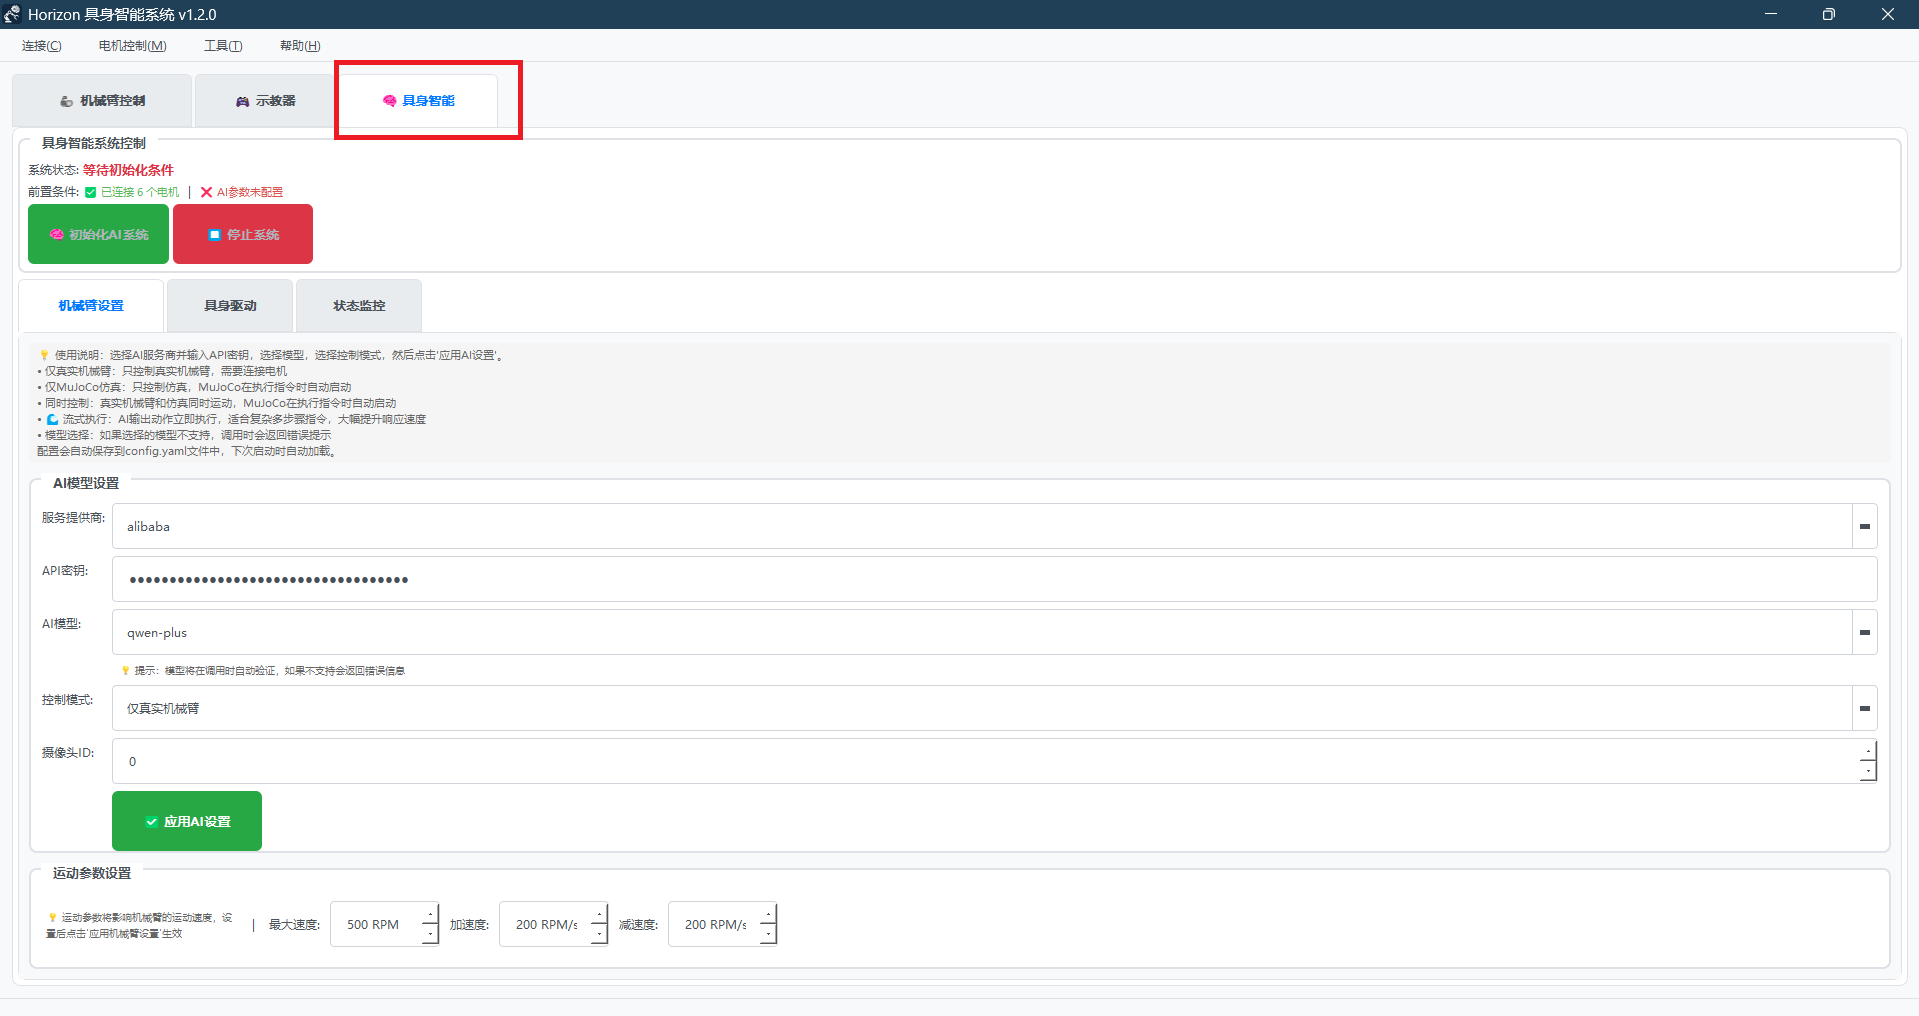 Horizon 具身智能系统 v1.2.0
连接(C) 电机控制(M) 工具(T) 帮助(H)
机械臂控制 示教器 具身智能
具身智能系统控制
系统状态: 等待初始化条件
前置条件: ✅ 已连接 6 个电机 | ❌ AI参数未配置
初始化AI系统 停止系统
机械臂设置 具身驱动 状态监控
💡 使用说明：选择AI服务商并输入API密钥，选择模型，选择控制模式，然后点击'应用AI设置'。
• 仅真实机械臂：只控制真实机械臂，需要连接电机
• 仅MuJoCo仿真：只控制仿真，MuJoCo在执行指令时自动启动
• 同时控制：真实机械臂和仿真同时运动，MuJoCo在执行指令时自动启动
• 🌊 流式执行：AI输出动作立即执行，适合复杂多步骤指令，大幅提升响应速度
• 模型选择：如果选择的模型不支持，调用时会返回错误提示
配置会自动保存到config.yaml文件中，下次启动时自动加载。
AI模型设置
服务提供商: alibaba
API密钥: ●●●●●●●●●●●●●●●●●●●●●●●●●●●●●●●●●●●
AI模型: qwen-plus
💡 提示：模型将在调用时自动验证，如果不支持会返回错误信息
控制模式: 仅真实机械臂
摄像头ID: 0
✅ 应用AI设置
运动参数设置
💡 运动参数将影响机械臂的运动速度，设
置后点击'应用机械臂设置'生效
| 最大速度: 500 RPM 加速度: 200 RPM/s 减速度: 200 RPM/s